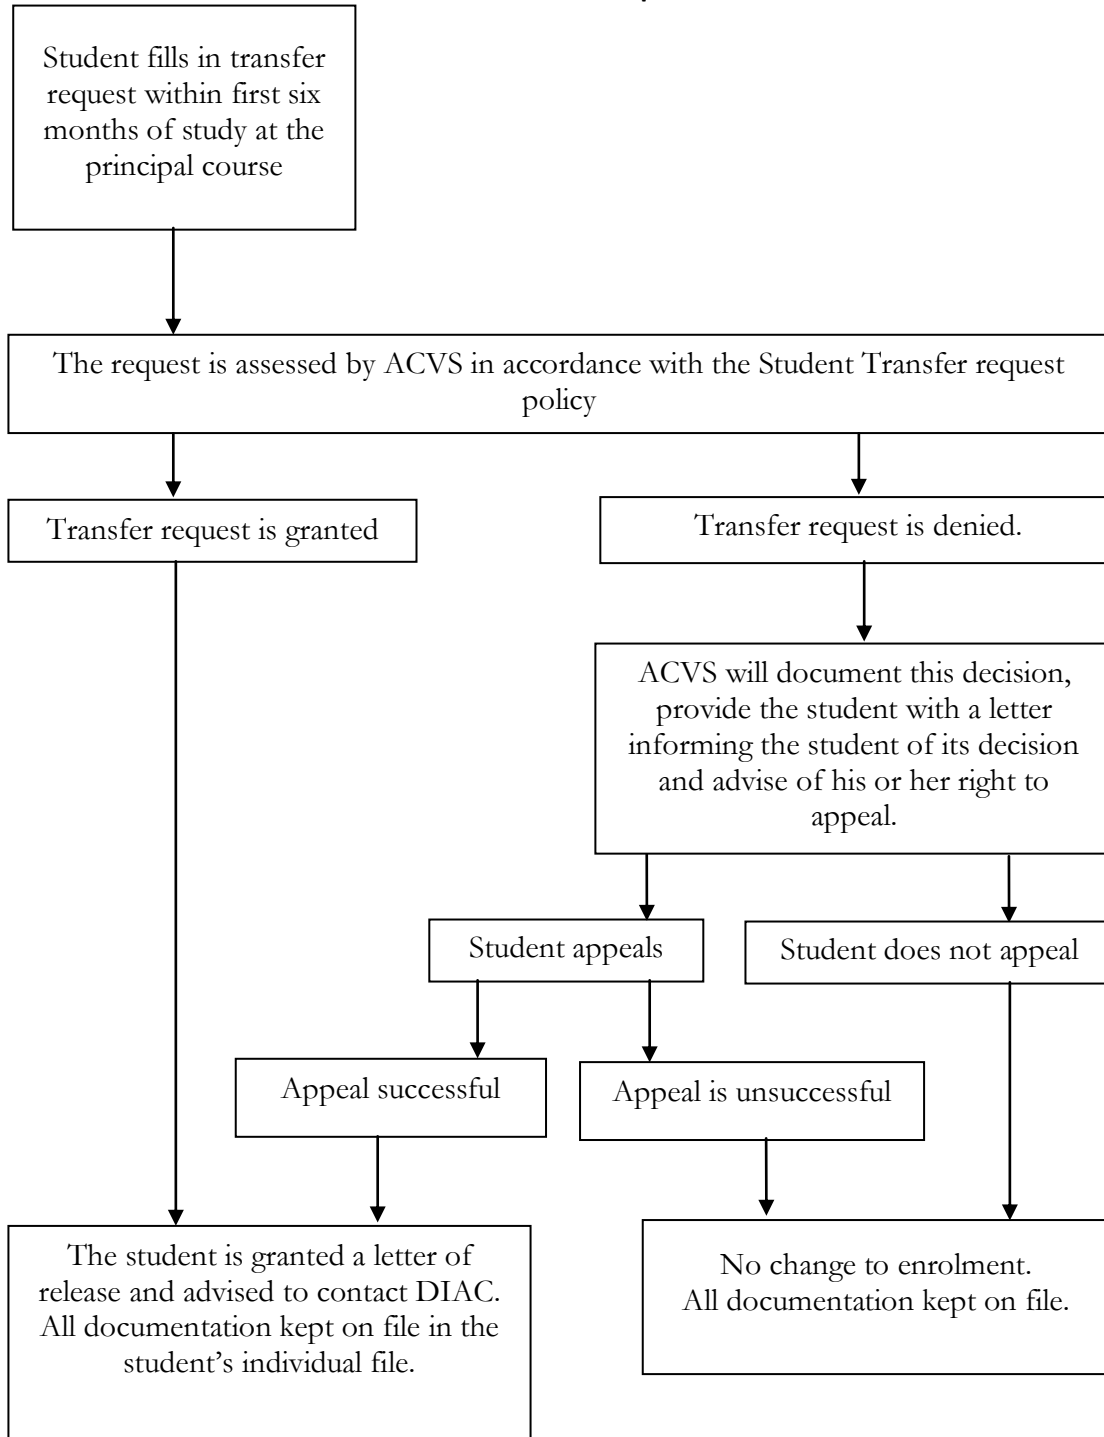 Student fills in transfer
request within first six
months of study at the
principal course
The request is assessed by ACVS in accordance with the Student Transfer request
policy
Transfer request is granted
Transfer request is denied.
ACVS will document this decision,
provide the student with a letter
informing the student of its decision
and advise of his or her right to
appeal.
Student appeals
Student does not appeal
Appeal successful
Appeal is unsuccessful
The student is granted a letter of
release and advised to contact DIAC.
All documentation kept on file in the
student’s individual file.
No change to enrolment.
All documentation kept on file.